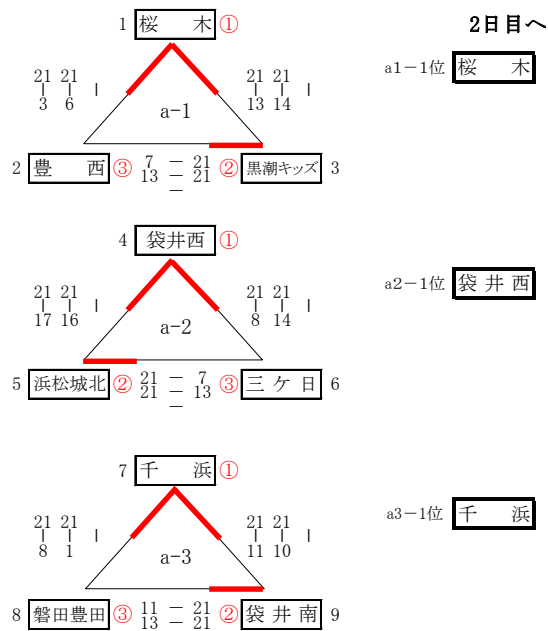 2日目へ
1 桜 木 ①
a1－1位 桜 木
21 21
| | |
3 6
21 21
| | |
13 14
a-1
2 豊 西 ③ 7 － 21 ② 黒潮キッズ 3
13 － 21
－
4 袋井西 ①
a2－1位 袋井西
21 21
| | |
17 16
21 21
| | |
8 14
a-2
5 浜松城北 ② 21 － 7 ③ 三ケ日 6
21 － 13
－
7 千 浜 ①
a3－1位 千 浜
21 21
| | |
8 1
21 21
| | |
11 10
a-3
8 磐田豊田 ③ 11 － 21 ② 袋井南 9
13 － 21
－